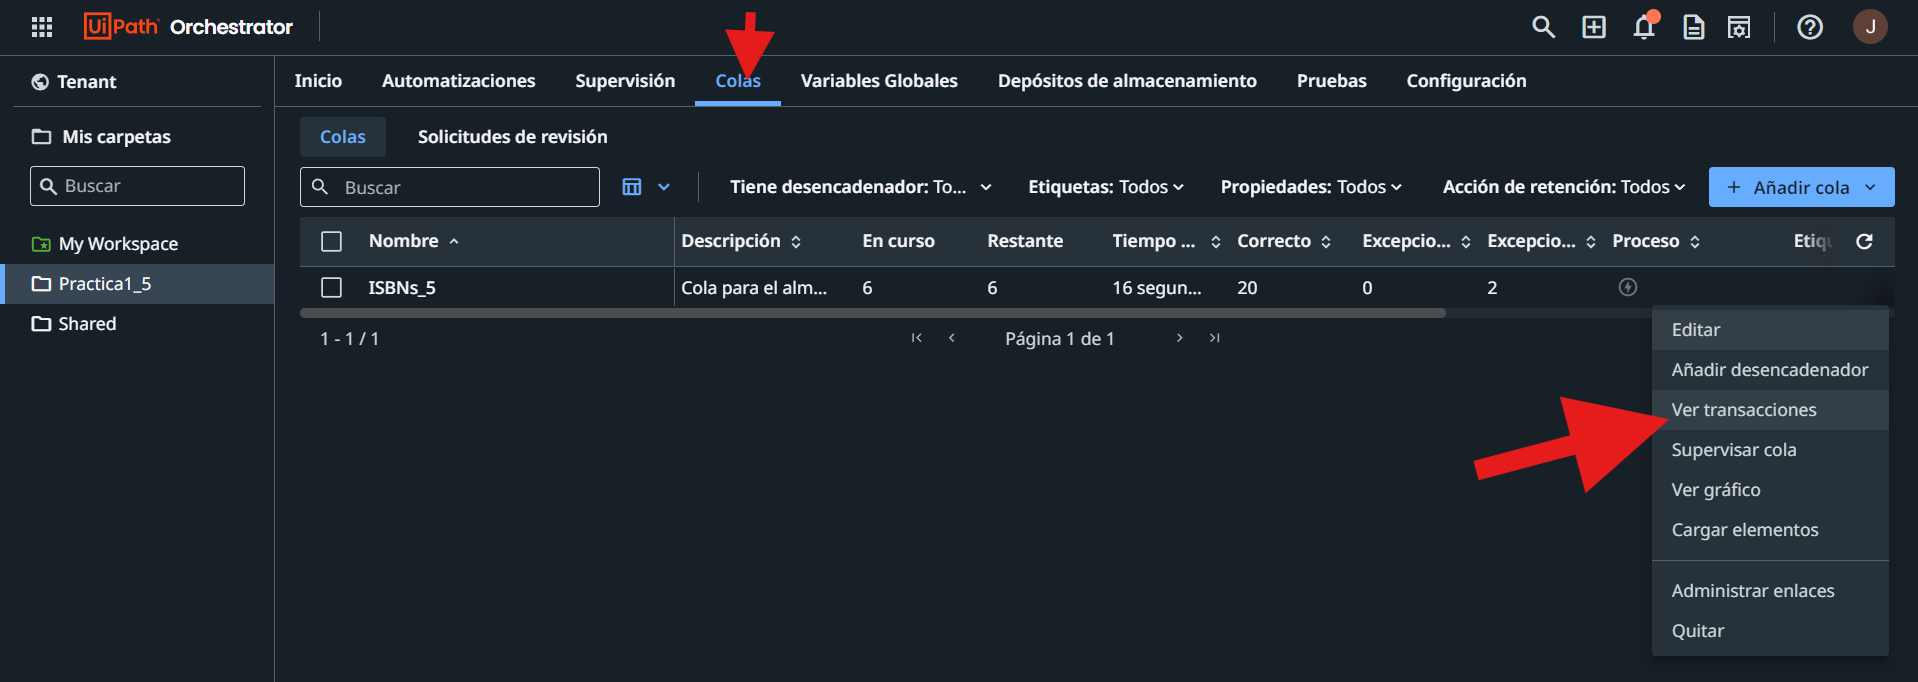 UiPath Orchestrator
J
Tenant
Inicio Automatizaciones Supervisión Colas Variables Globales Depósitos de almacenamiento Pruebas Configuración
Mis carpetas
Colas Solicitudes de revisión
Buscar
Buscar
Tiene desencadenador: To... Etiquetas: Todos Propiedades: Todos Acción de retención: Todos + Añadir cola
My Workspace
Practica1_5
Shared
Nombre Descripción En curso Restante Tiempo ... Correcto Excepcio... Excepcio... Proceso Etiqu
ISBNs_5 Cola para el alm... 6 6 16 segun... 20 0 2
1 - 1 / 1 Página 1 de 1
Editar
Añadir desencadenador
Ver transacciones
Supervisar cola
Ver gráfico
Cargar elementos
Administrar enlaces
Quitar